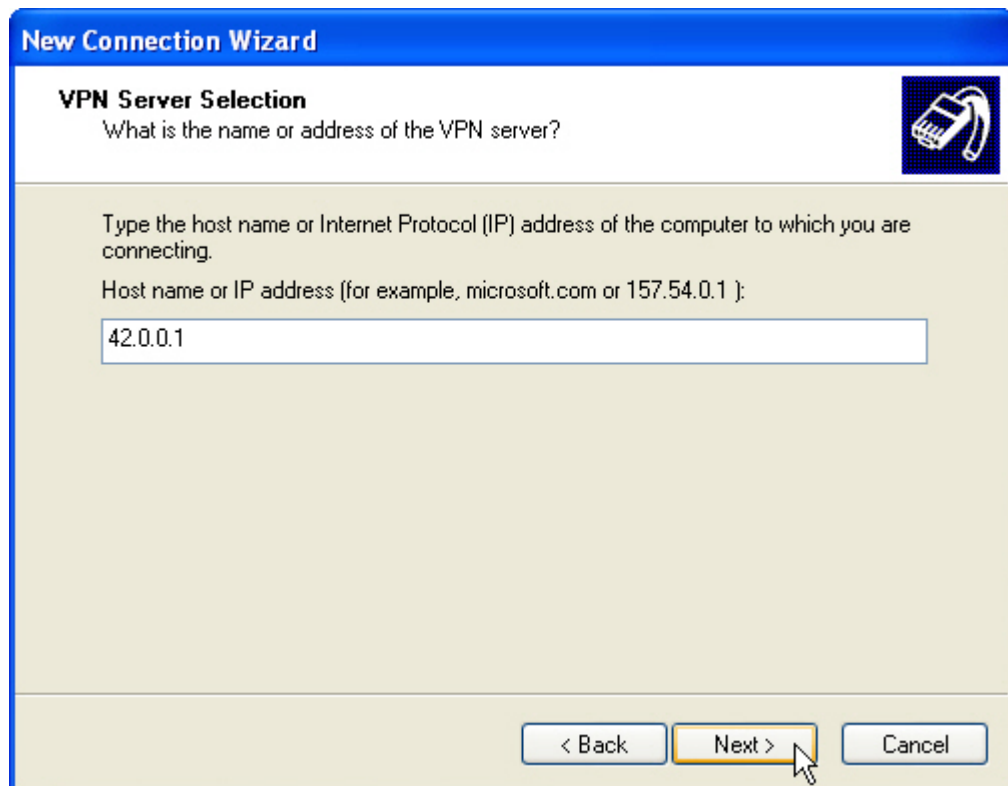 New Connection Wizard
VPN Server Selection
What is the name or address of the VPN server?
Type the host name or Internet Protocol (IP) address of the computer to which you are
connecting.
Host name or IP address (for example, microsoft.com or 157.54.0.1 ):
42.0.0.1
< Back
Next >
Cancel